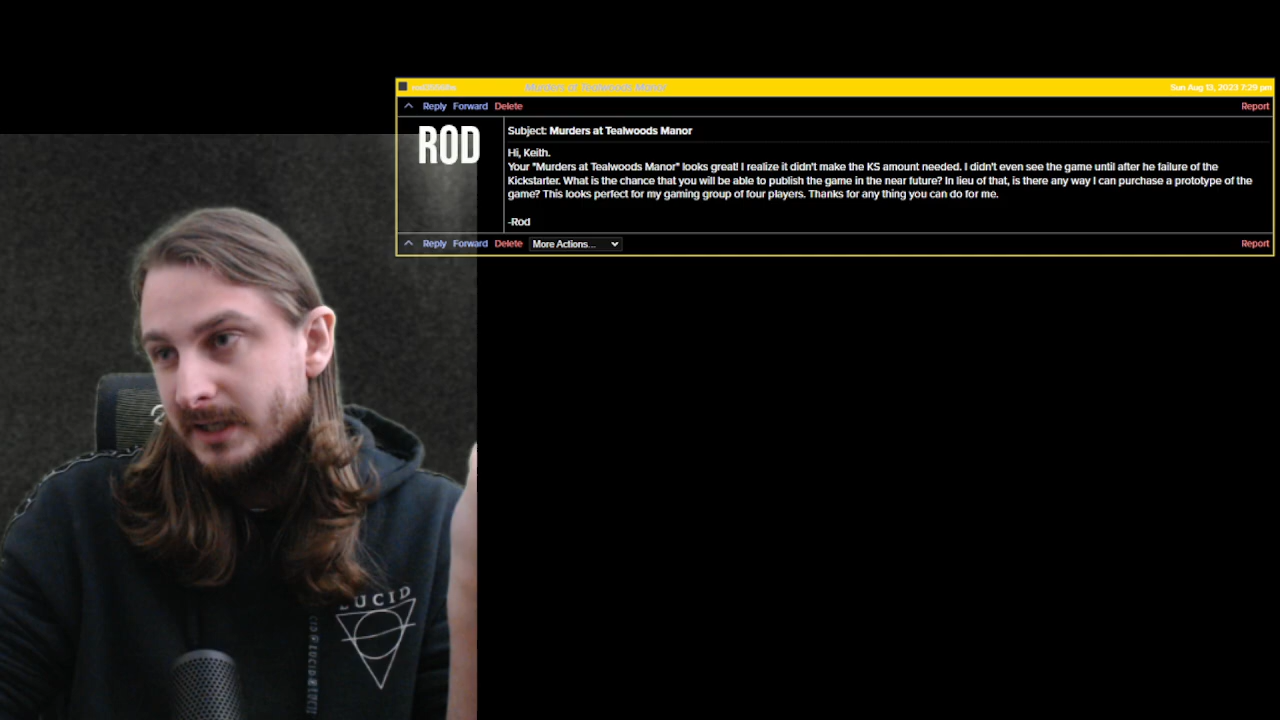 Murders at Tealwoods Manor
Sun Aug 13, 2023 7:29 pm
Reply Forward Delete
Report
ROD
Subject: Murders at Tealwoods Manor
Hi, Keith.
Your "Murders at Tealwoods Manor" looks great! I realize it didn't make the KS amount needed. I didn't even see the game until after he failure of the
Kickstarter. What is the chance that you will be able to publish the game in the near future? In lieu of that, is there any way I can purchase a prototype of the
game? This looks perfect for my gaming group of four players. Thanks for any thing you can do for me.
-Rod
Reply Forward Delete More Actions...
Report
LUCID